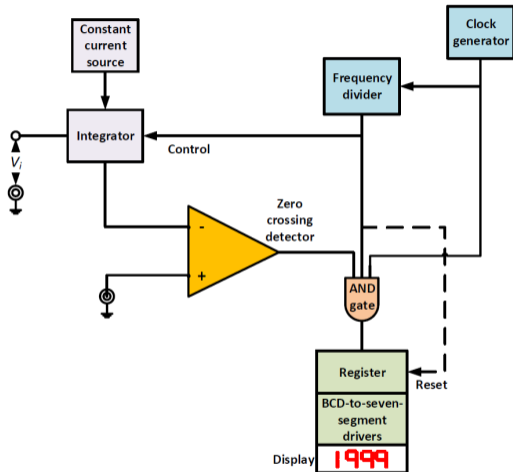 Constant
current
source
Clock
generator
Frequency
divider
Integrator
Control
Vi
Zero
crossing
detector
-
+
AND
gate
Register
Reset
BCD-to-seven-
segment
drivers
Display
1999